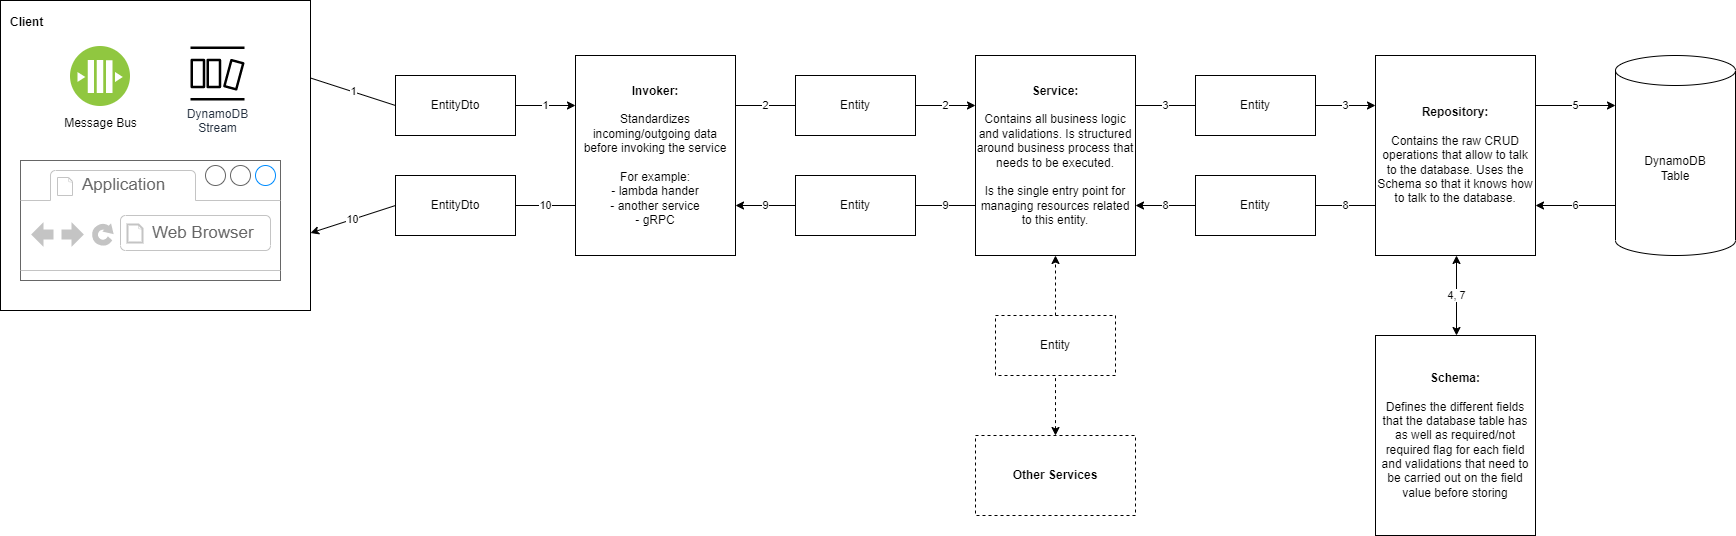 Client
Message Bus
DynamoDB
Stream
Application
Web Browser
1
EntityDto
1
10
EntityDto
10
Invoker:
Standardizes
incoming/outgoing data
before invoking the service
For example:
- lambda hander
- another service
- gRPC
2
Entity
2
9
Entity
9
Service:
Contains all business logic
and validations. Is structured
around business process that
needs to be executed.
Is the single entry point for
managing resources related
to this entity.
Entity
Other Services
3
Entity
3
8
Entity
8
Repository:
Contains the raw CRUD
operations that allow to talk
to the database. Uses the
Schema so that it knows how
to talk to the database.
4, 7
Schema:
Defines the different fields
that the database table has
as well as required/not
required flag for each field
and validations that need to
be carried out on the field
value before storing
5
6
DynamoDB
Table